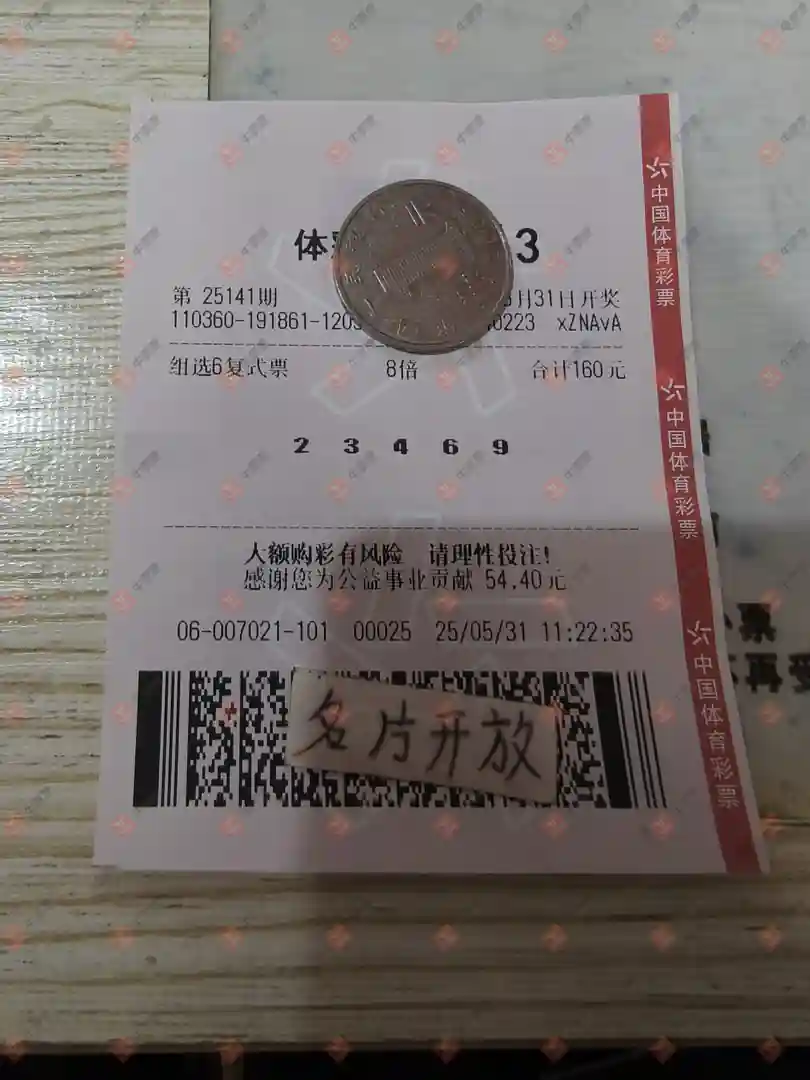 体 3
第 25141期 月31日开奖
110360-191861-120 0223 xZNAvA
组选6复式票 8倍 合计160元
2 3 4 6 9
大额购彩有风险 请理性投注!
感谢您为公益事业贡献 54.40元
06-007021-101 00025 25/05/31 11:22:35
名片开放
中国体育彩票
中国体育彩票
中国体育彩票
票
再受